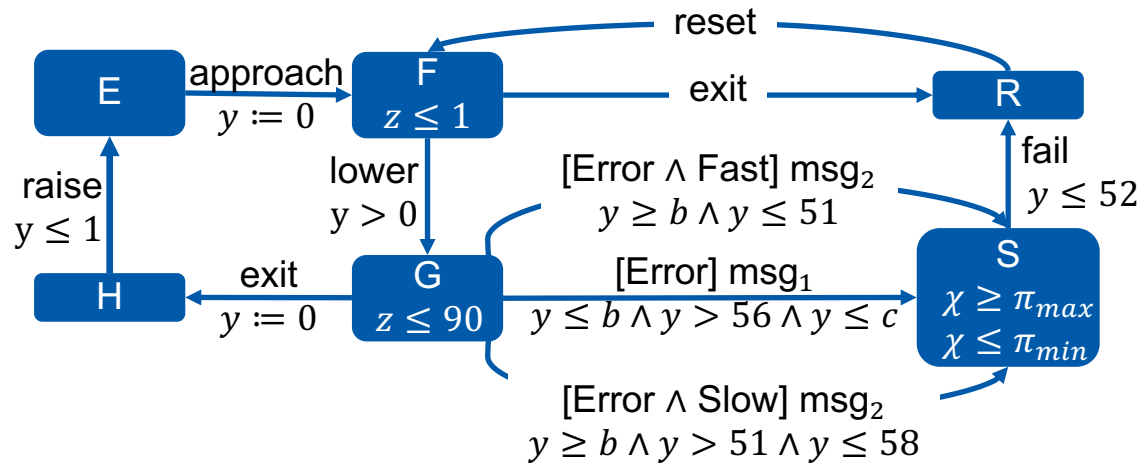 reset
E
approach
y ≔ 0
F
z ≤ 1
exit
R
raise
y ≤ 1
lower
y > 0
[Error ∧ Fast] msg₂
y ≥ b ∧ y ≤ 51
fail
y ≤ 52
H
exit
y ≔ 0
G
z ≤ 90
[Error] msg₁
y ≤ b ∧ y > 56 ∧ y ≤ c
S
χ ≥ πₘₐₓ
χ ≤ π_min
[Error ∧ Slow] msg₂
y ≥ b ∧ y > 51 ∧ y ≤ 58